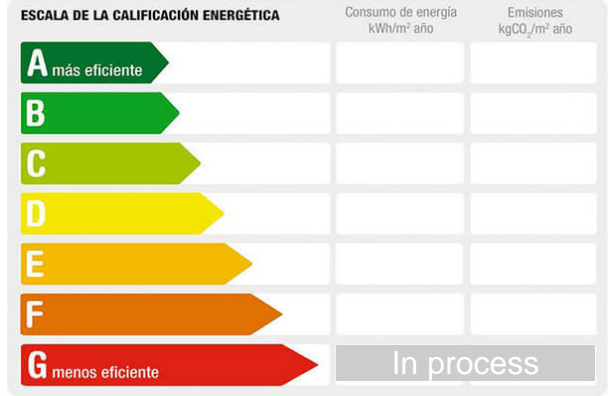 ESCALA DE LA CALIFICACIÓN ENERGÉTICA
Consumo de energía
kWh/m² año
Emisiones
kgCO₂/m² año
A más eficiente
B
C
D
E
F
G menos eficiente
In process